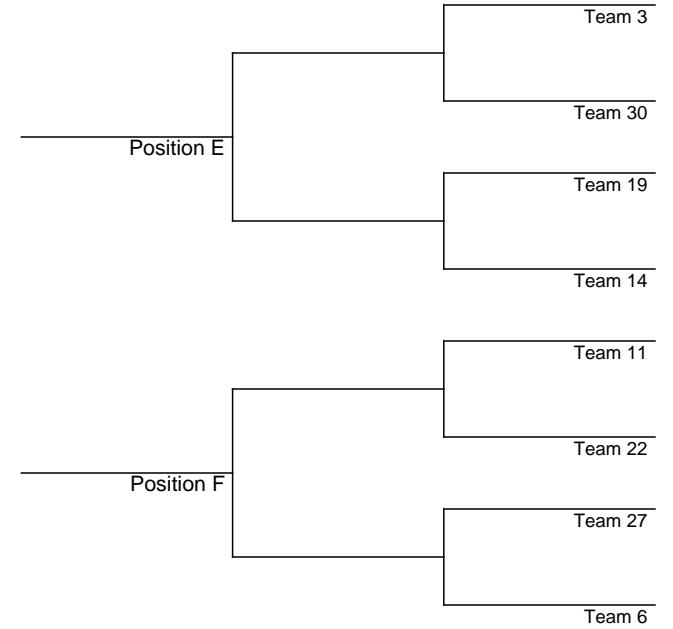 Team 3
Team 30
Position E
Team 19
Team 14
Team 11
Team 22
Position F
Team 27
Team 6